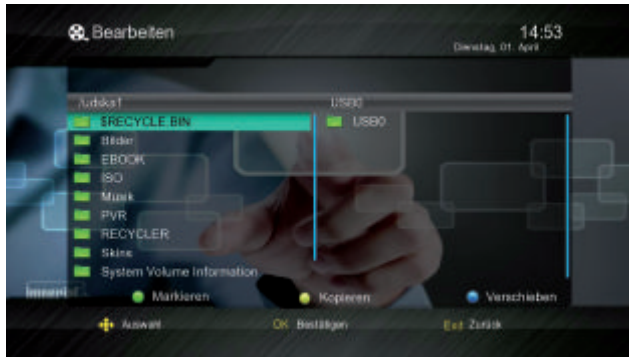 Bearbeiten
14:53
Dienstag, 01. April
/udska1
USB0
$RECYCLE BIN
USB0
Bilder
EBOOK
ISO
Musik
PVR
RECYCLER
Skins
System Volume Information
Markieren
Kopieren
Verschieben
Auswahl
OK Bestätigen
Exit Zurück